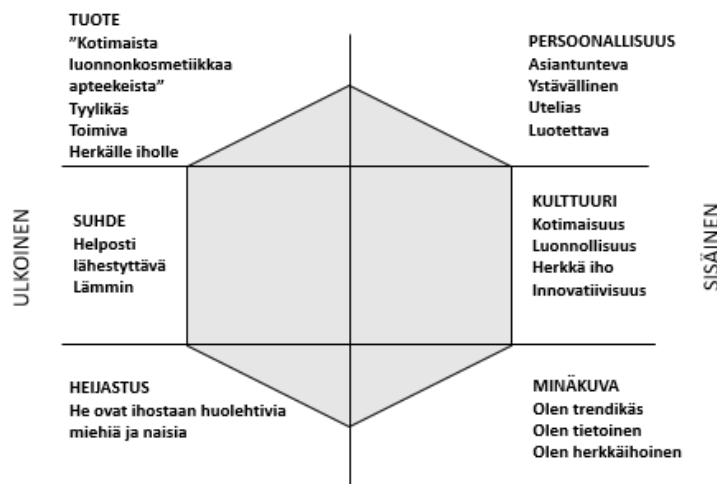 TUOTE
”Kotimaista
luonnonkosmetiikkaa
apteekeista”
Tyylikäs
Toimiva
Herkälle iholle
PERSOONALLISUUS
Asiantunteva
Ystävällinen
Utelias
Luotettava
ULKOINEN
SUHDE
Helposti
lähestyttävä
Lämmin
KULTTUURI
Kotimaisuus
Luonnollisuus
Herkkä iho
Innovatiivisuus
SISÄINEN
HEIJASTUS
He ovat ihostaan huolehtivia
miehiä ja naisia
MINÄKUVA
Olen trendikäs
Olen tietoinen
Olen herkkäihoinen